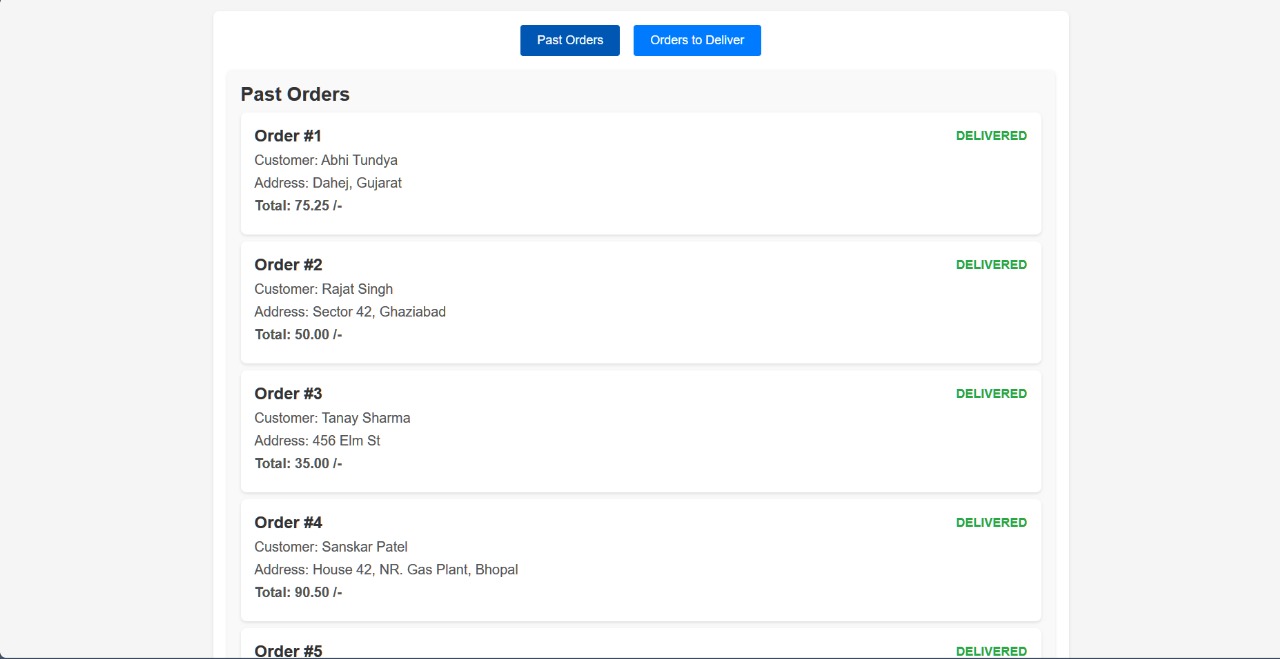 Past Orders Orders to Deliver
Past Orders
Order #1 DELIVERED
Customer: Abhi Tundya
Address: Dahej, Gujarat
Total: 75.25 /-
Order #2 DELIVERED
Customer: Rajat Singh
Address: Sector 42, Ghaziabad
Total: 50.00 /-
Order #3 DELIVERED
Customer: Tanay Sharma
Address: 456 Elm St
Total: 35.00 /-
Order #4 DELIVERED
Customer: Sanskar Patel
Address: House 42, NR. Gas Plant, Bhopal
Total: 90.50 /-
Order #5 DELIVERED